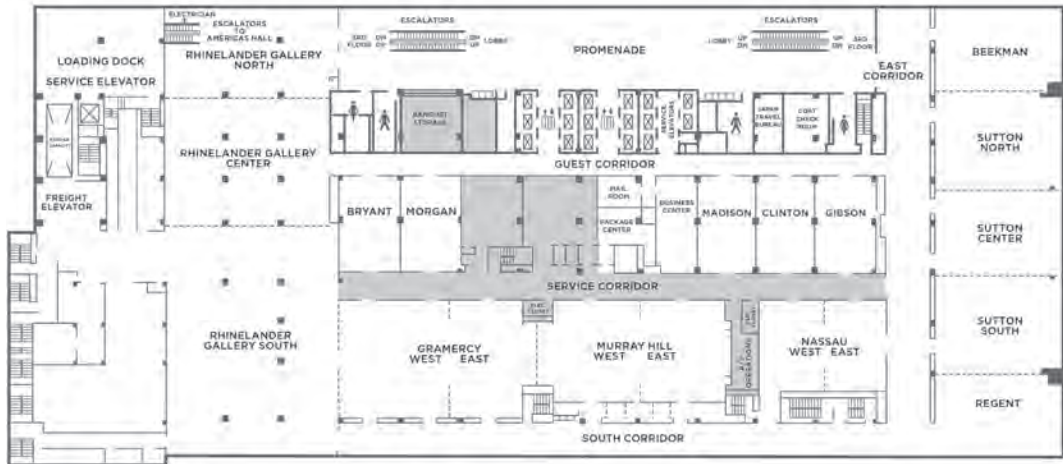 ELECTRICIAN
ESCALATORS
TO
AMERICAS HALL
RHINELANDER GALLERY
NORTH
LOADING DOCK
SERVICE ELEVATOR
ESCALATORS
3RD
FLOOR
DN
UP
DN
UP
LOBBY
PROMENADE
ESCALATORS
LOBBY
UP
DN
UP
DN
3RD
FLOOR
EAST
CORRIDOR
BEEKMAN
BANQUET
STORAGE
SERVICE
ELEVATORS
TRAVEL
BUREAU
COAT
CHECK
ROOM
SUTTON
NORTH
RHINELANDER GALLERY
CENTER
GUEST CORRIDOR
FREIGHT
ELEVATOR
BRYANT
MORGAN
MAIL
ROOM
PACKAGE
CENTER
BUSINESS
CENTER
MADISON
CLINTON
GIBSON
SUTTON
CENTER
SERVICE CORRIDOR
RHINELANDER
GALLERY SOUTH
GRAMERCY
WEST EAST
MURRAY HILL
WEST EAST
A/V
OPERATIONS
NASSAU
WEST EAST
SUTTON
SOUTH
REGENT
SOUTH CORRIDOR